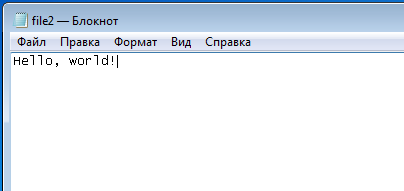 file2 — Блокнот
Файл Правка Формат Вид Справка
Hello, world!